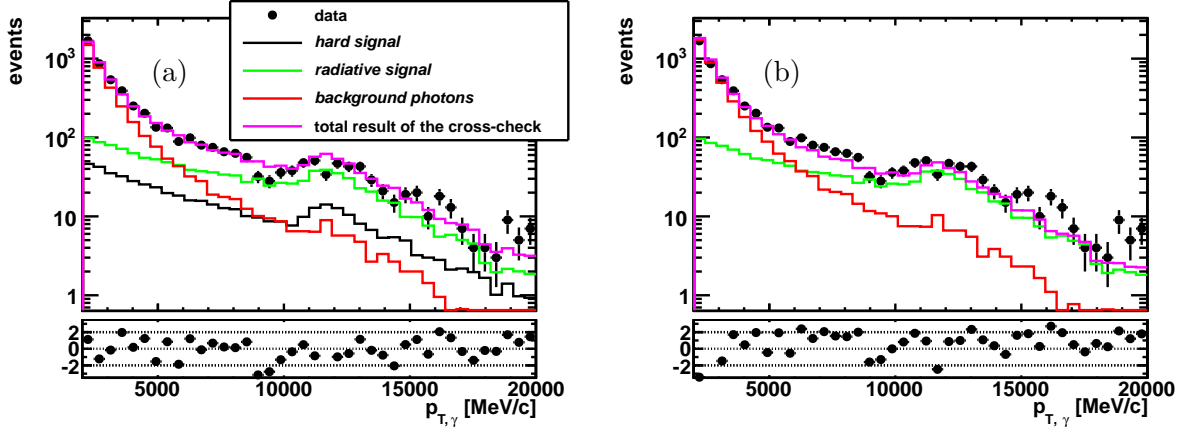 events
10³
10²
10
1
(a)
data
hard signal
radiative signal
background photons
total result of the cross-check
2
0
-2
5000
10000
15000
20000
p_T, γ [MeV/c]
events
10³
10²
10
1
(b)
2
0
-2
5000
10000
15000
20000
p_T, γ [MeV/c]